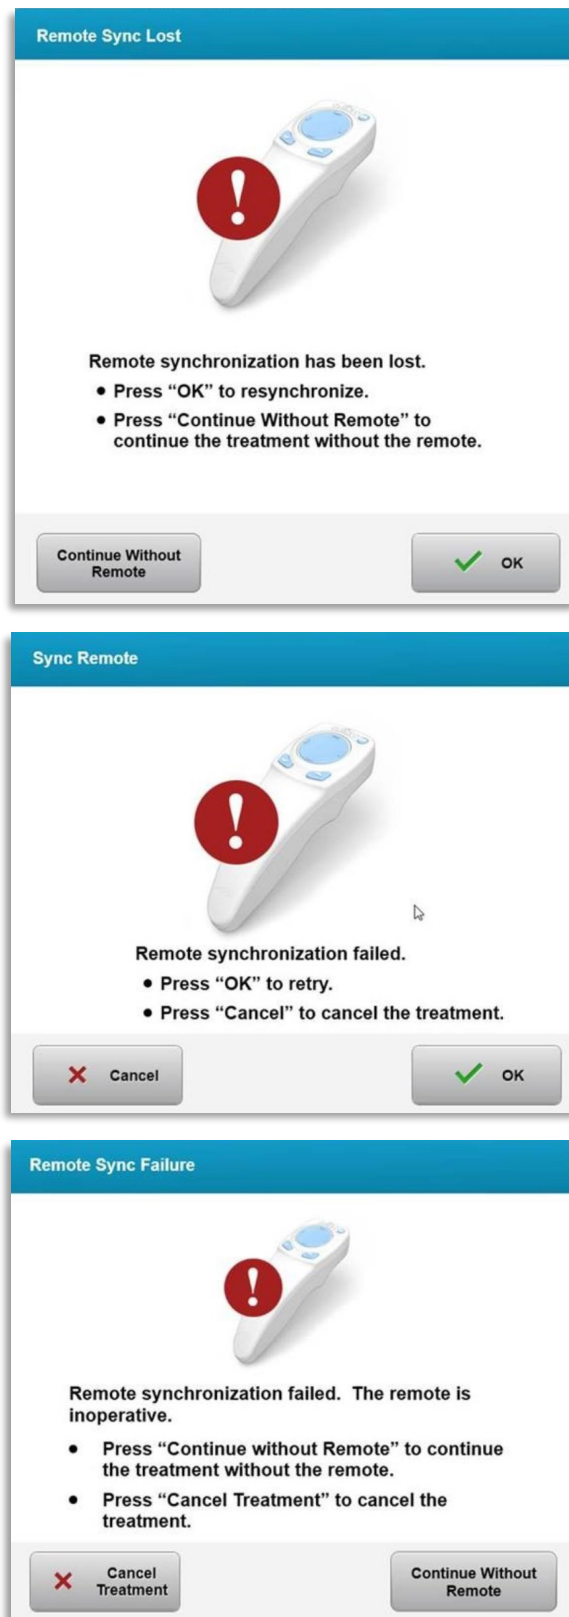 Remote Sync Lost
Remote synchronization has been lost.
• Press “OK” to resynchronize.
• Press “Continue Without Remote” to
continue the treatment without the remote.
Continue Without
Remote
OK
Sync Remote
Remote synchronization failed.
• Press “OK” to retry.
• Press “Cancel” to cancel the treatment.
Cancel
OK
Remote Sync Failure
Remote synchronization failed.  The remote is
inoperative.
• Press “Continue without Remote” to continue
the treatment without the remote.
• Press “Cancel Treatment” to cancel the
treatment.
Cancel
Treatment
Continue Without
Remote